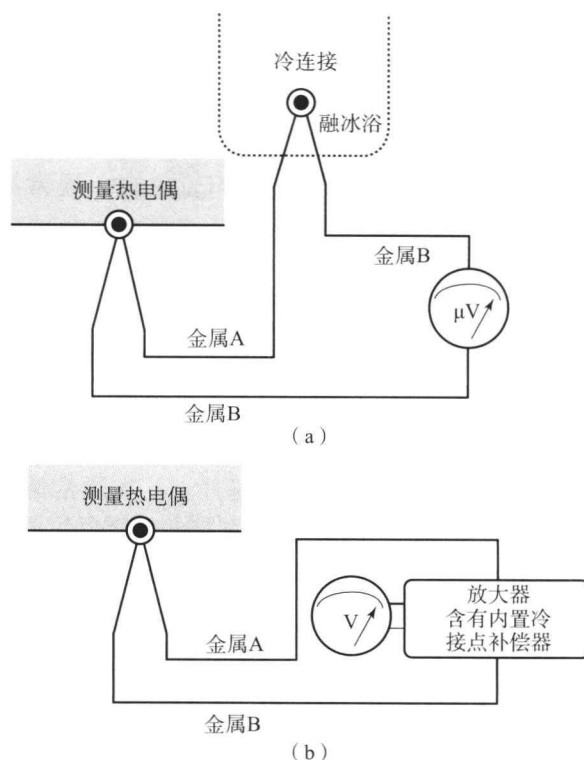 冷连接
融冰浴
测量热电偶
金属B
μV
金属A
金属B
（a）
测量热电偶
放大器
含有内置冷
接点补偿器
V
金属A
金属B
（b）